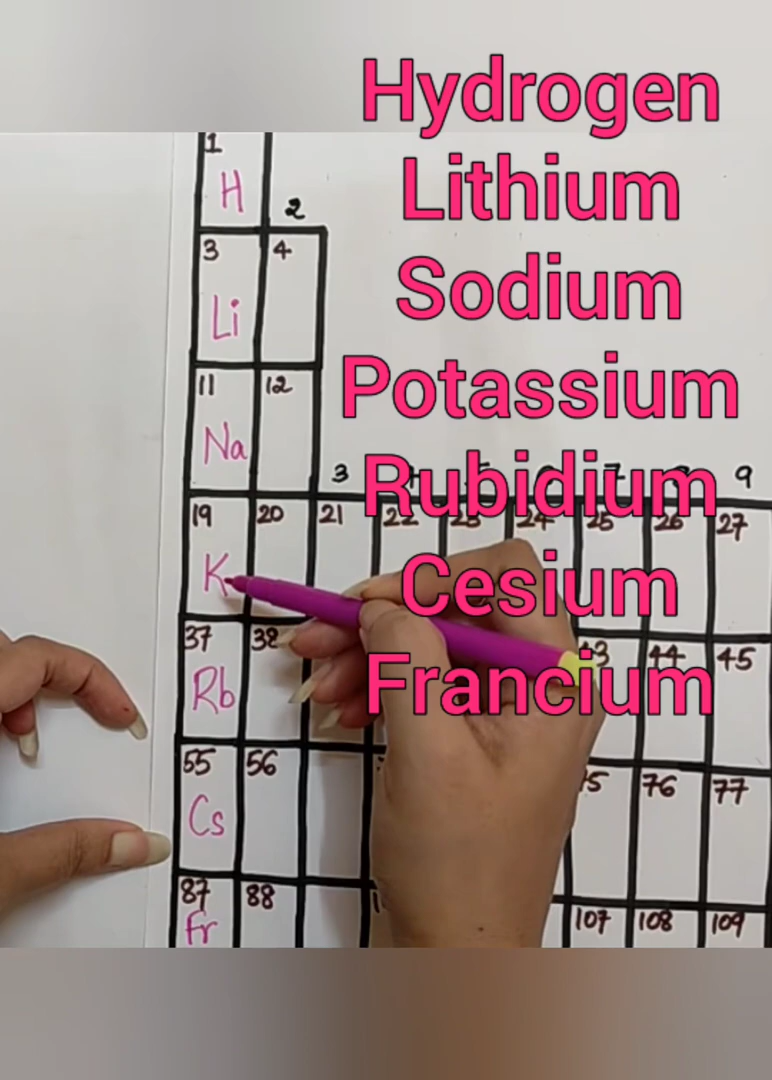 Hydrogen
Lithium
Sodium
Potassium
Rubidium
Cesium
Francium
1
H
2
3 4
Li
11 12
Na
3 9
19 20 21 22 23 24 25 26 27
K
37 38 44 45
Rb
55 56 76 77
Cs
87 88 107 108 109
Fr